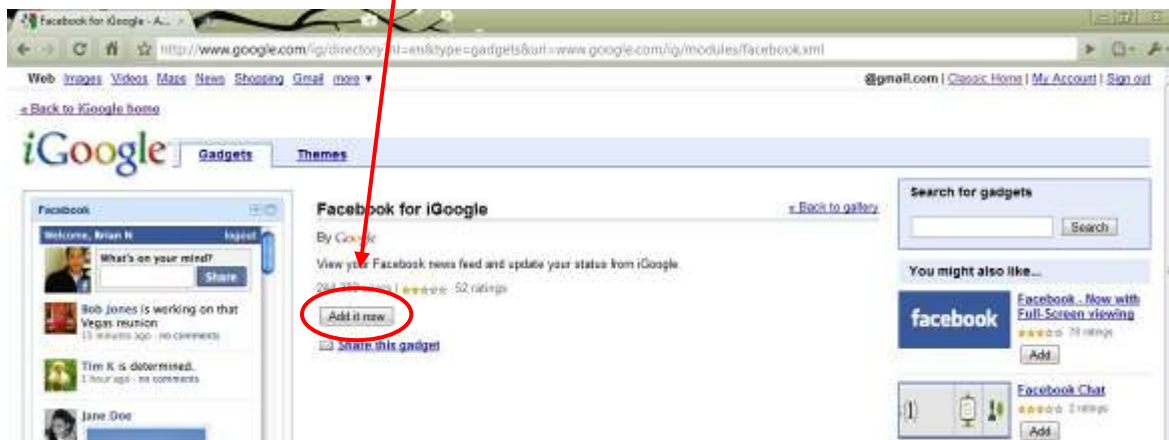 Facebook for iGoogle - A...
http://www.google.com/ig/directory?hl=en&type=gadgets&url=www.google.com/ig/modules/facebook.xml
Web Images Videos Maps News Shopping Gmail more ▼
@gmail.com | Classic Home | My Account | Sign out
« Back to iGoogle home
iGoogle
Gadgets
Themes
Facebook
Welcome, Brian N logout
What's on your mind?
Share
Bob Jones is working on that
Vegas reunion
15 minutes ago - no comments
Tim K is determined.
1 hour ago - no comments
Jane Doe
Facebook for iGoogle
« Back to gallery
By Google
View your Facebook news feed and update your status from iGoogle.
users | 52 ratings
Add it now
Share this gadget
Search for gadgets
Search
You might also like...
facebook
Facebook - Now with
Full-Screen viewing
ratings
Add
Facebook Chat
2 ratings
Add